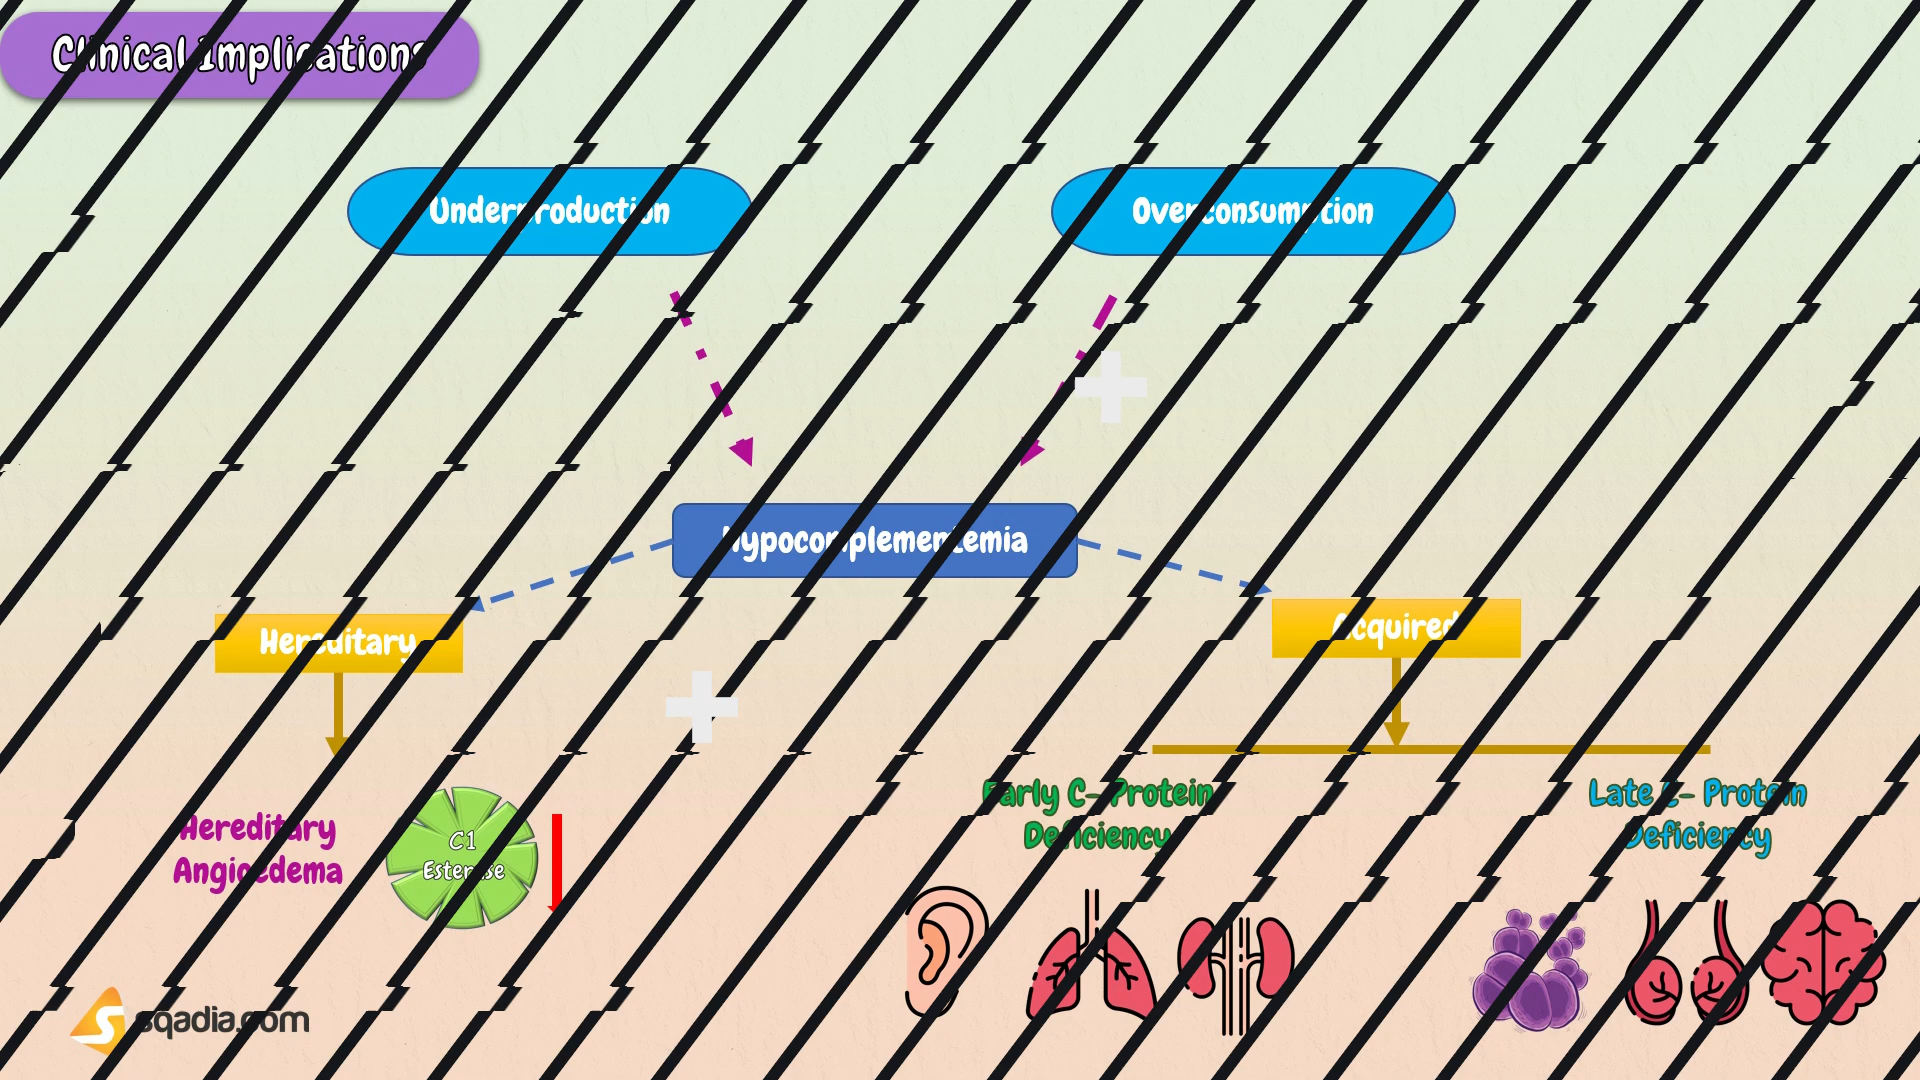 Clinical implications
Underproduction
Overconsumption
Hypocomplementemia
Hereditary
Acquired
Hereditary
Angioedema
C1
Esterase
Early C- Protein
Deficiency
Late C- Protein
Deficiency
sqadia.com